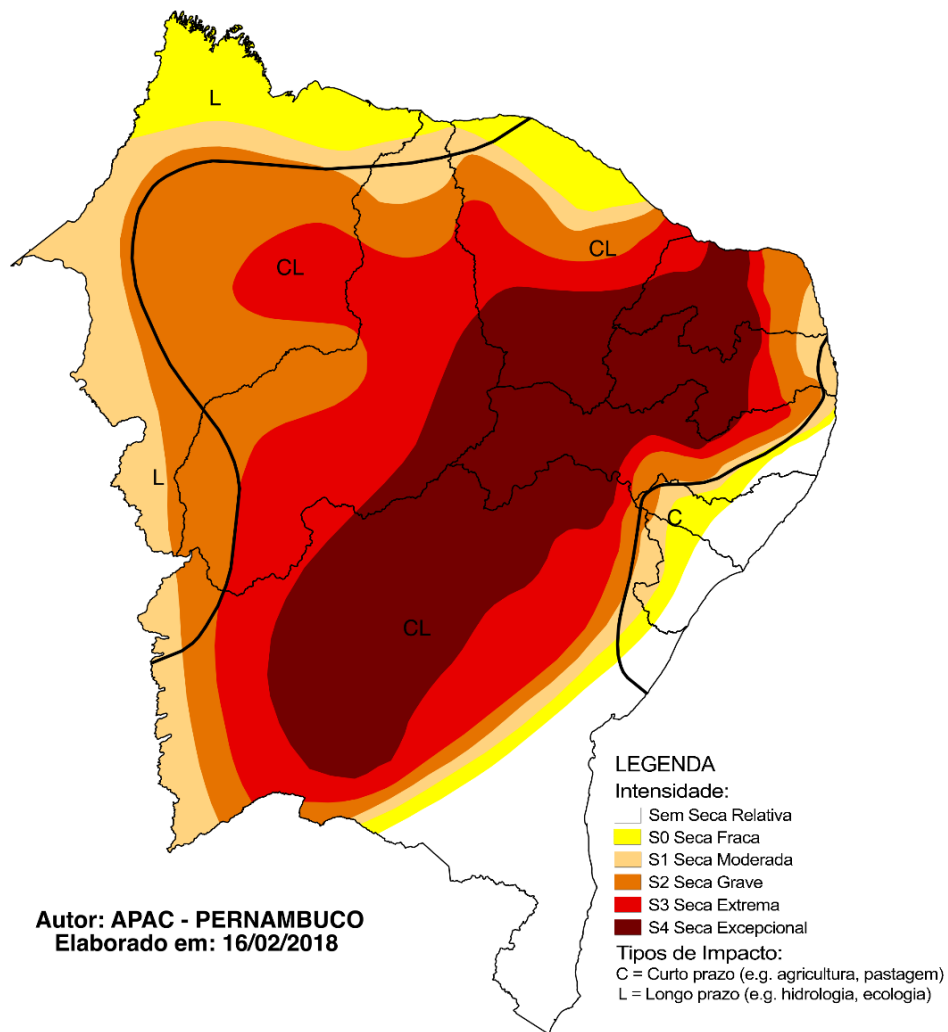 L
CL
CL
L
C
CL
LEGENDA
Intensidade:
Sem Seca Relativa
S0 Seca Fraca
S1 Seca Moderada
S2 Seca Grave
S3 Seca Extrema
S4 Seca Excepcional
Tipos de Impacto:
C = Curto prazo (e.g. agricultura, pastagem)
L = Longo prazo (e.g. hidrologia, ecologia)
Autor: APAC - PERNAMBUCO
Elaborado em: 16/02/2018